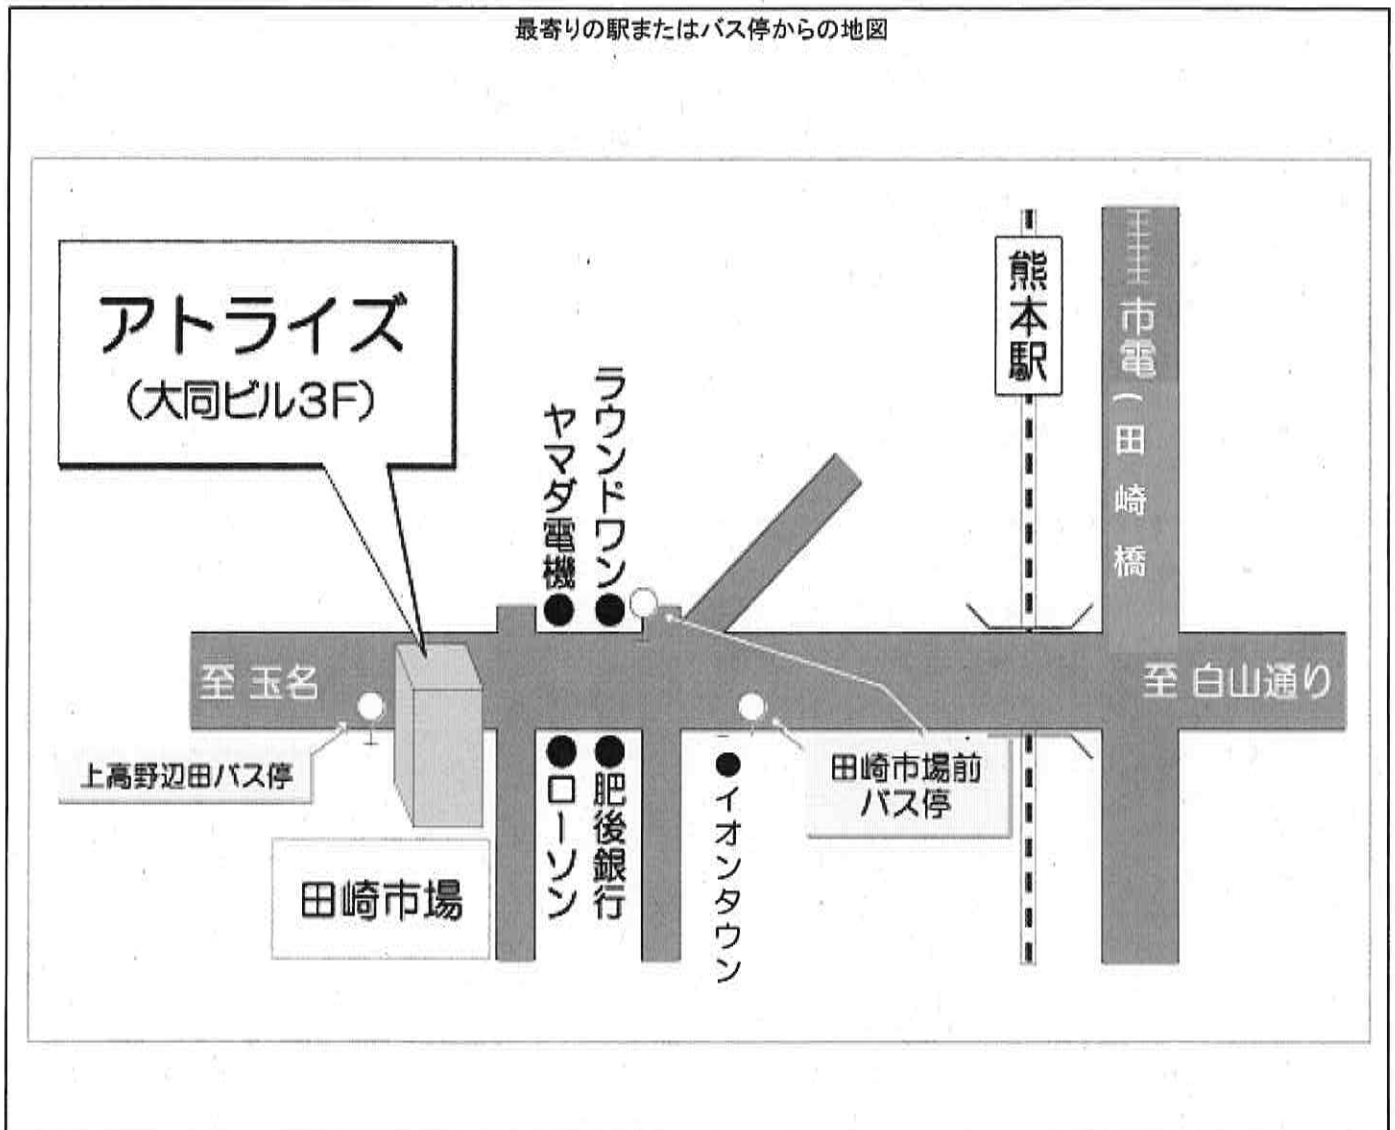 最寄りの駅またはバス停からの地図
アトライズ
(大同ビル3F)
ヤマダ電機
ラウンドワン
熊本駅
市電(田崎橋
至 玉名
至 白山通り
上高野辺田バス停
田崎市場
ローソン
肥後銀行
イオンタウン
田崎市場前
バス停